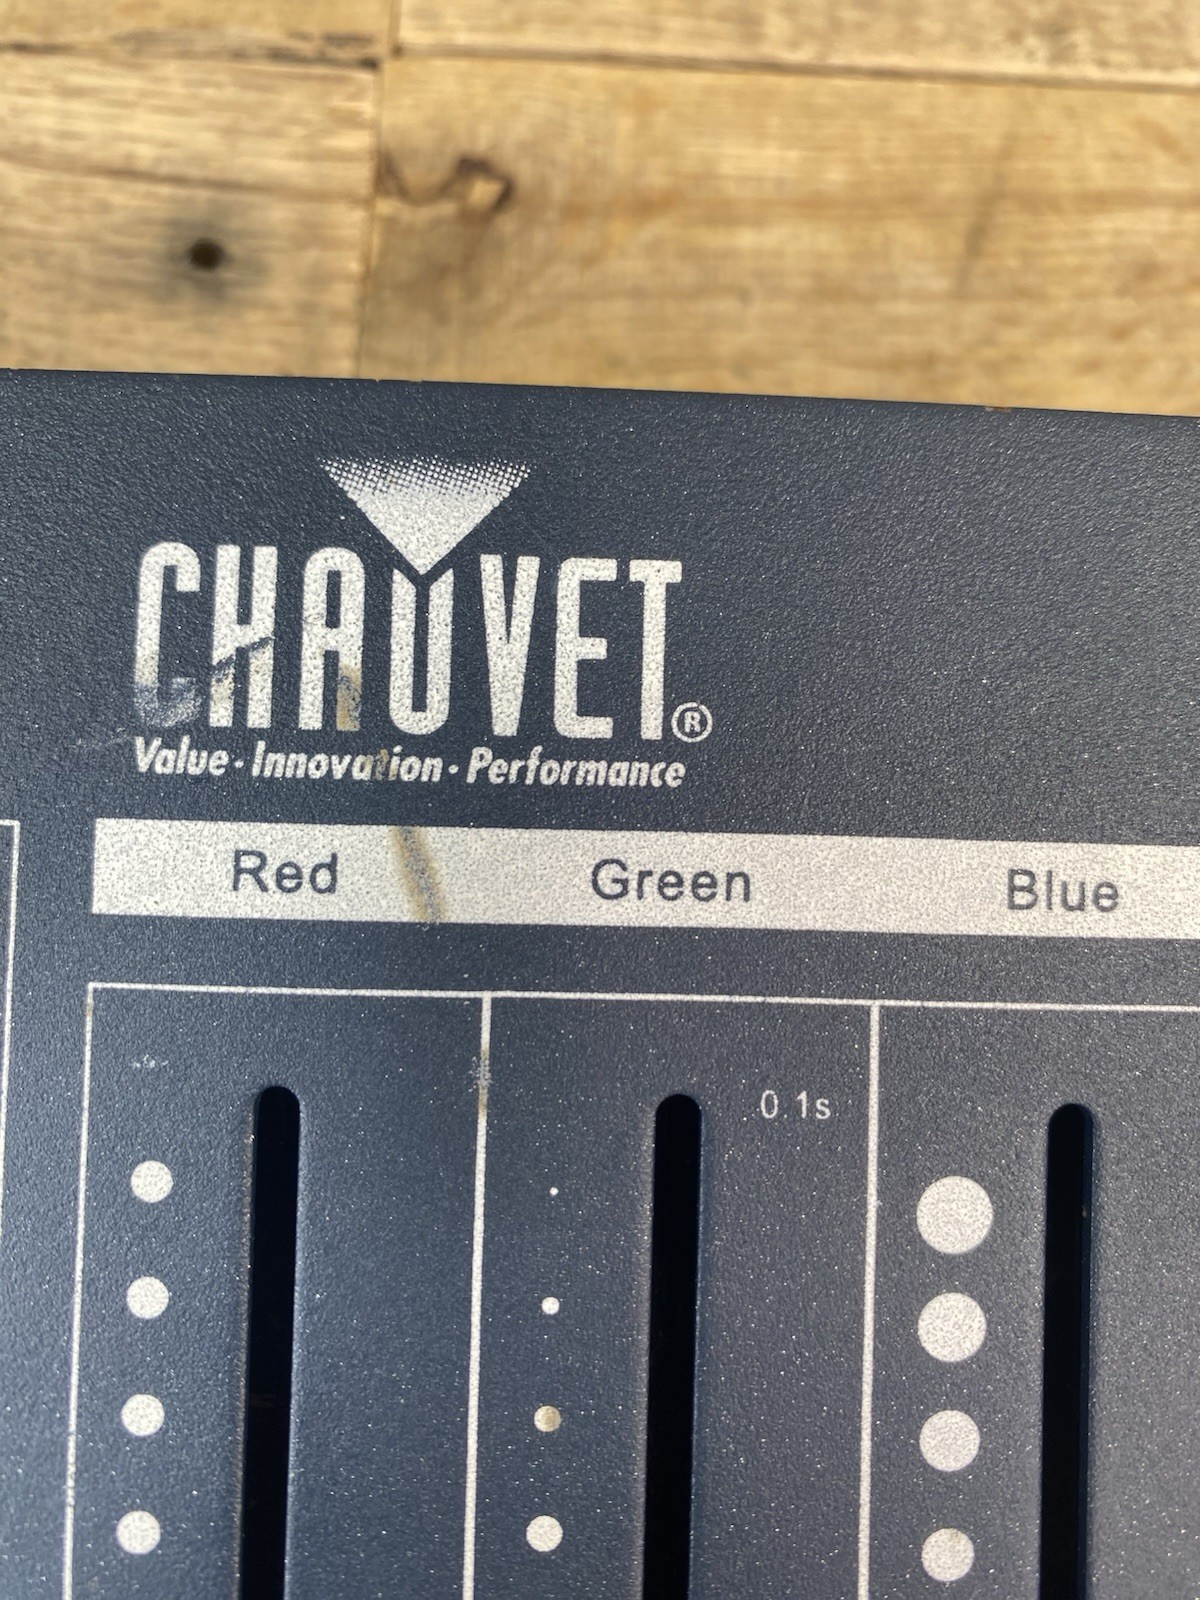 CHAUVET®
Value · Innovation · Performance
Red Green Blue
0.1s